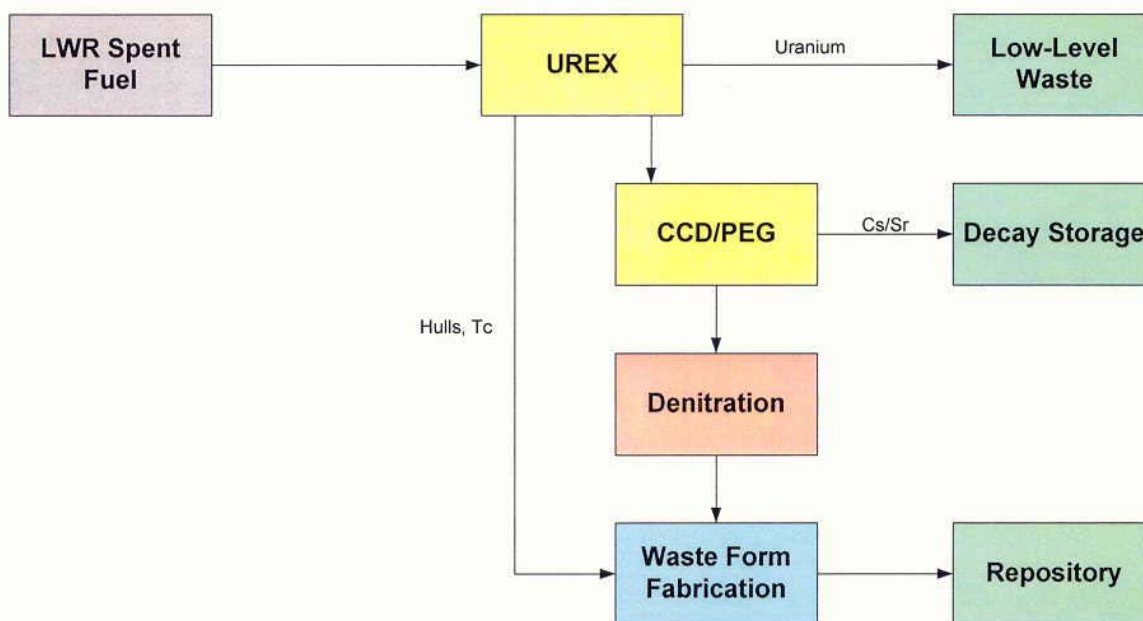 LWR Spent
Fuel
UREX
Uranium
Low-Level
Waste
CCD/PEG
Cs/Sr
Decay Storage
Hulls, Tc
Denitration
Waste Form
Fabrication
Repository